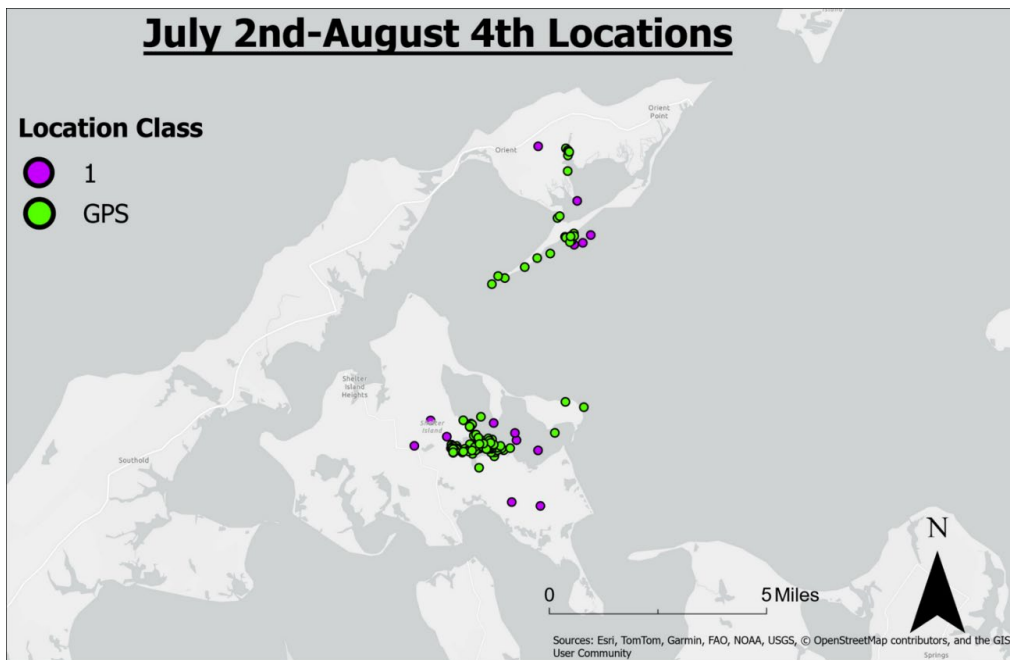 July 2nd-August 4th Locations
Location Class
1
GPS
Orient
Point
Orient
Shelter
Island
Heights
Shelter
Island
Southold
N
0
5 Miles
Sources: Esri, TomTom, Garmin, FAO, NOAA, USGS, © OpenStreetMap contributors, and the GIS
User Community
Springs